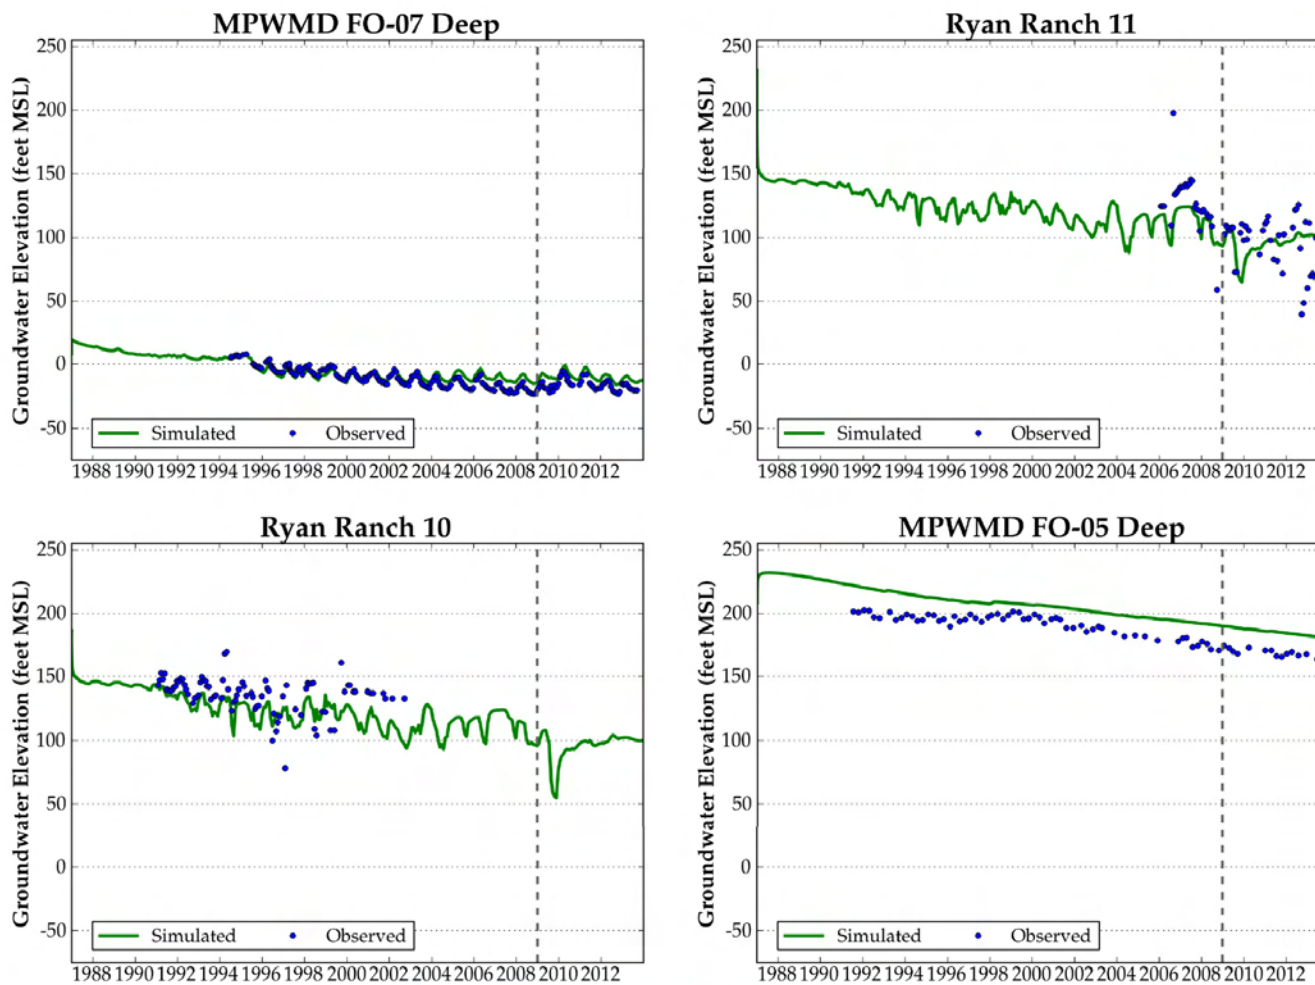 MPWMD FO-07 Deep
Groundwater Elevation (feet MSL)
250
200
150
100
50
0
-50
Simulated
Observed
1988 1990 1992 1994 1996 1998 2000 2002 2004 2006 2008 2010 2012
Ryan Ranch 11
Groundwater Elevation (feet MSL)
250
200
150
100
50
0
-50
Simulated
Observed
1988 1990 1992 1994 1996 1998 2000 2002 2004 2006 2008 2010 2012
Ryan Ranch 10
Groundwater Elevation (feet MSL)
250
200
150
100
50
0
-50
Simulated
Observed
1988 1990 1992 1994 1996 1998 2000 2002 2004 2006 2008 2010 2012
MPWMD FO-05 Deep
Groundwater Elevation (feet MSL)
250
200
150
100
50
0
-50
Simulated
Observed
1988 1990 1992 1994 1996 1998 2000 2002 2004 2006 2008 2010 2012